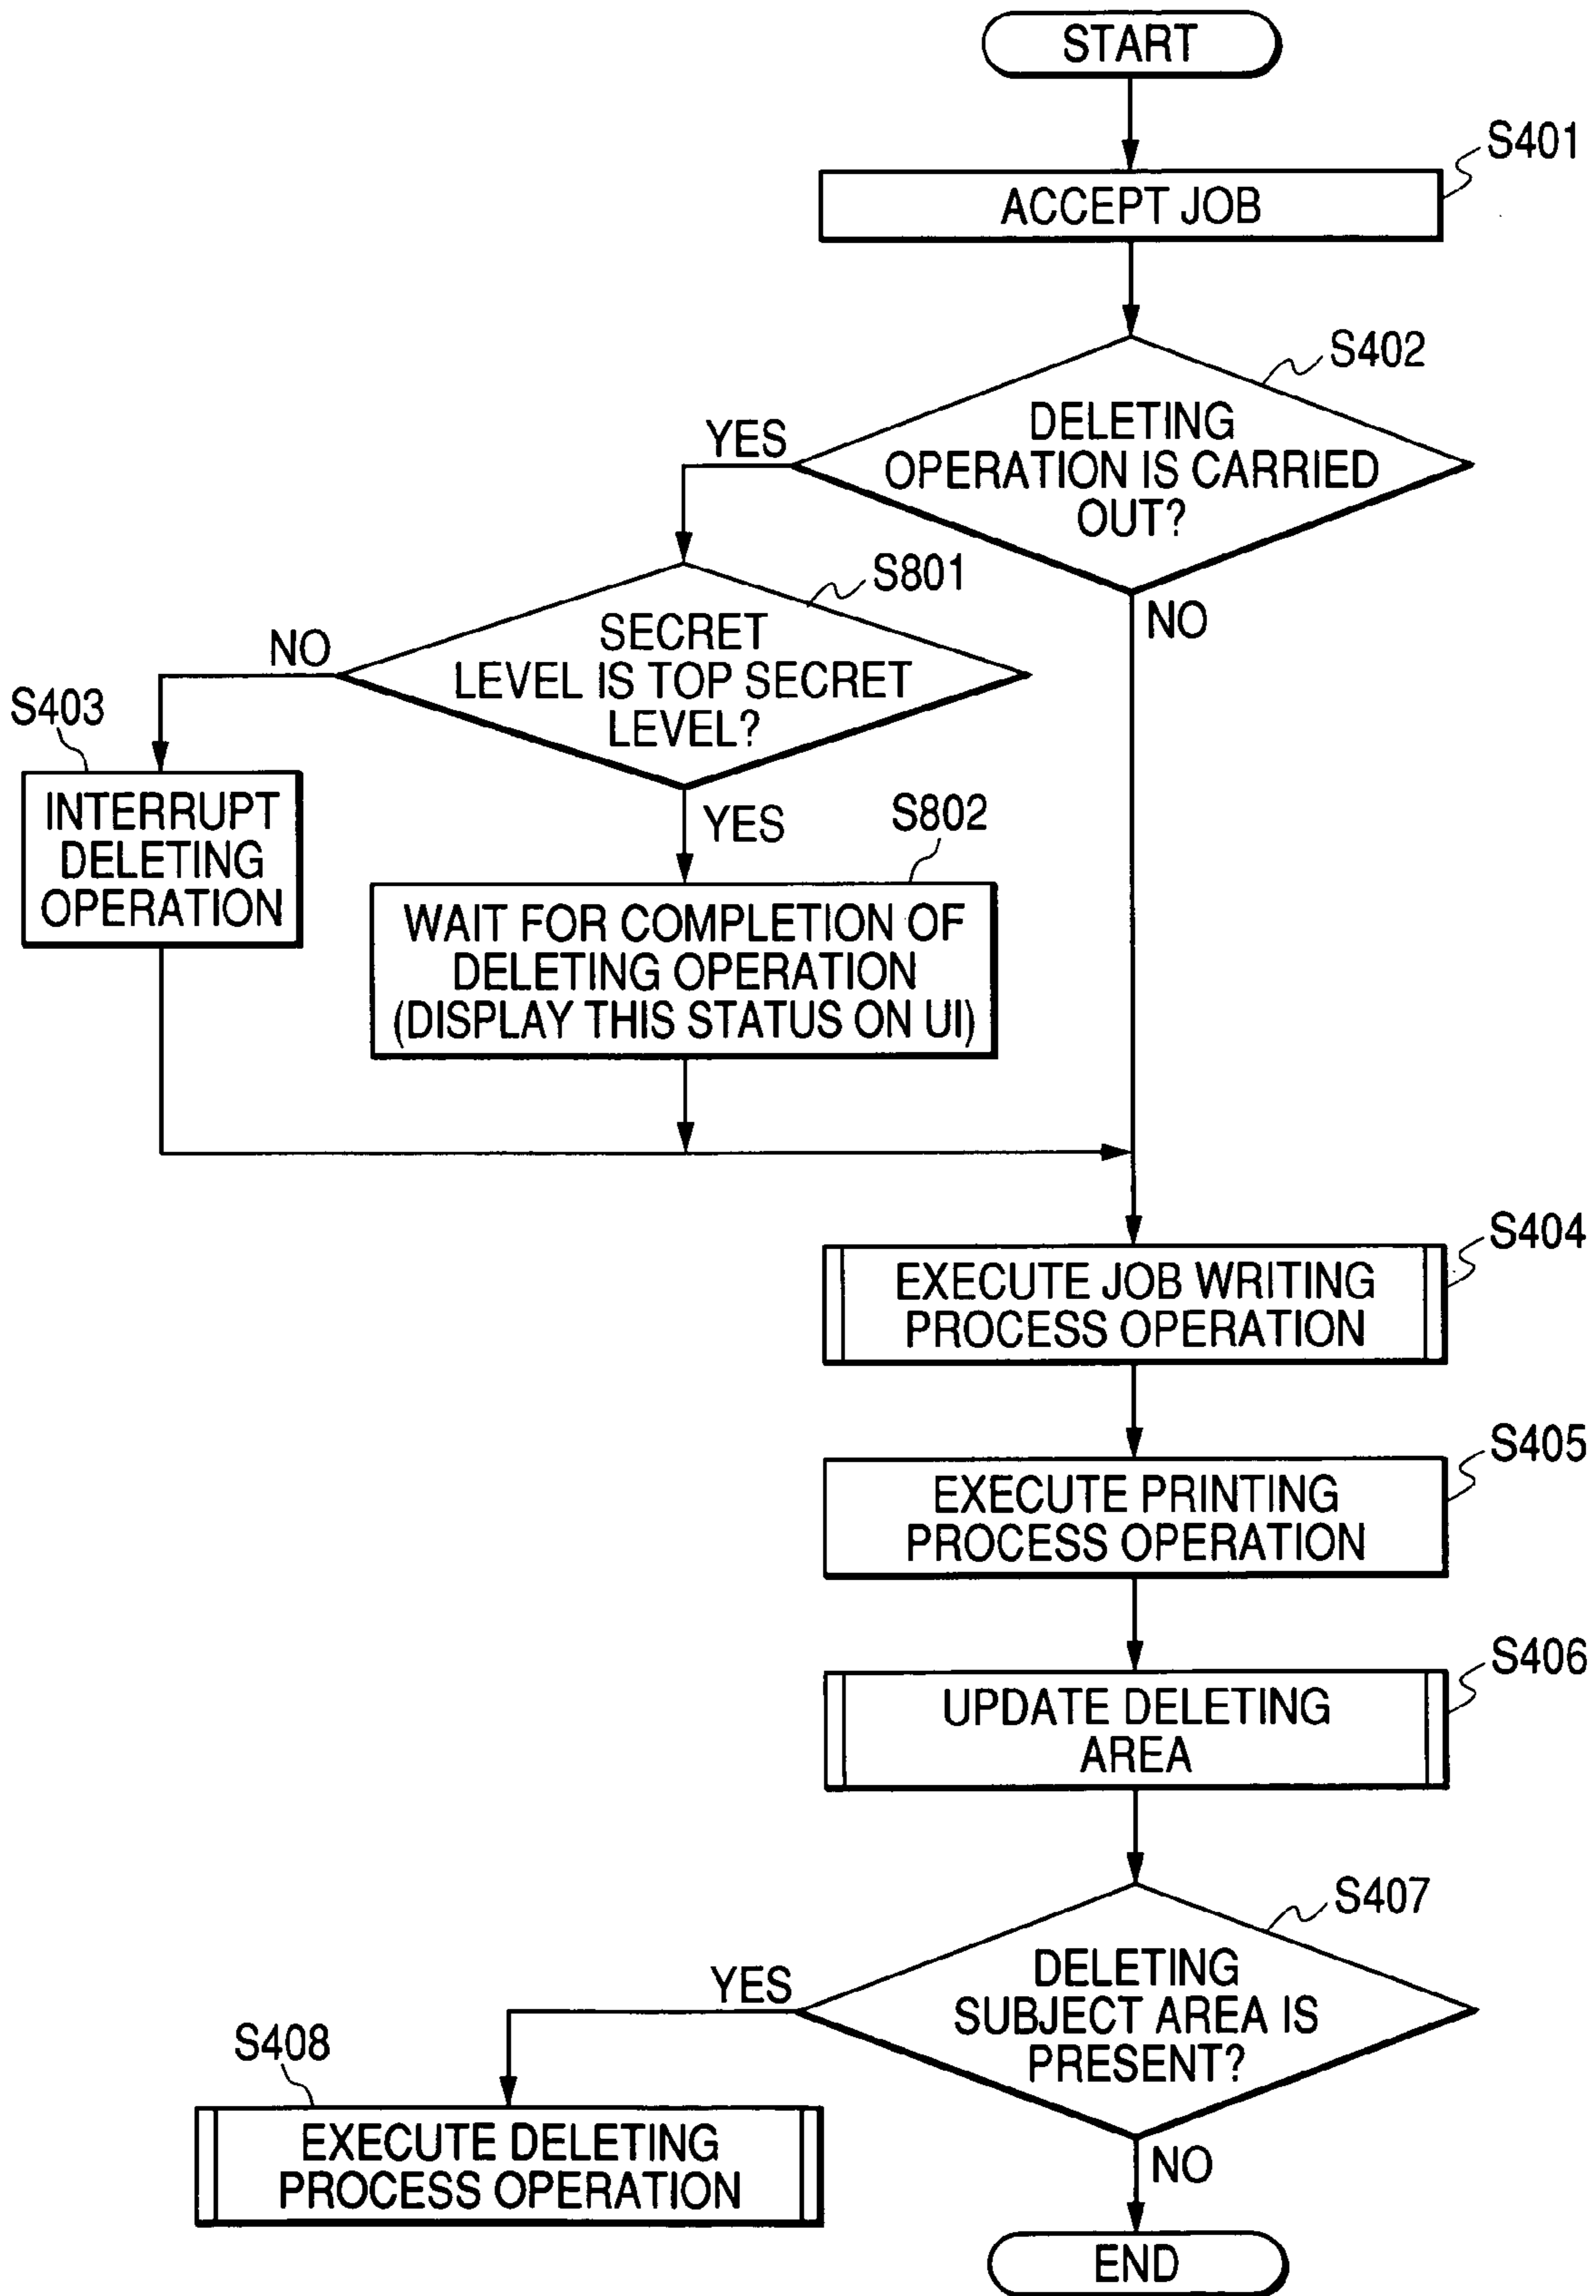 START
S401
ACCEPT JOB
S402
DELETING
OPERATION IS CARRIED
OUT?
YES
NO
S801
SECRET
LEVEL IS TOP SECRET
LEVEL?
NO
YES
S403
INTERRUPT
DELETING
OPERATION
S802
WAIT FOR COMPLETION OF
DELETING OPERATION
(DISPLAY THIS STATUS ON UI)
S404
EXECUTE JOB WRITING
PROCESS OPERATION
S405
EXECUTE PRINTING
PROCESS OPERATION
S406
UPDATE DELETING
AREA
S407
DELETING
SUBJECT AREA IS
PRESENT?
YES
NO
S408
EXECUTE DELETING
PROCESS OPERATION
END